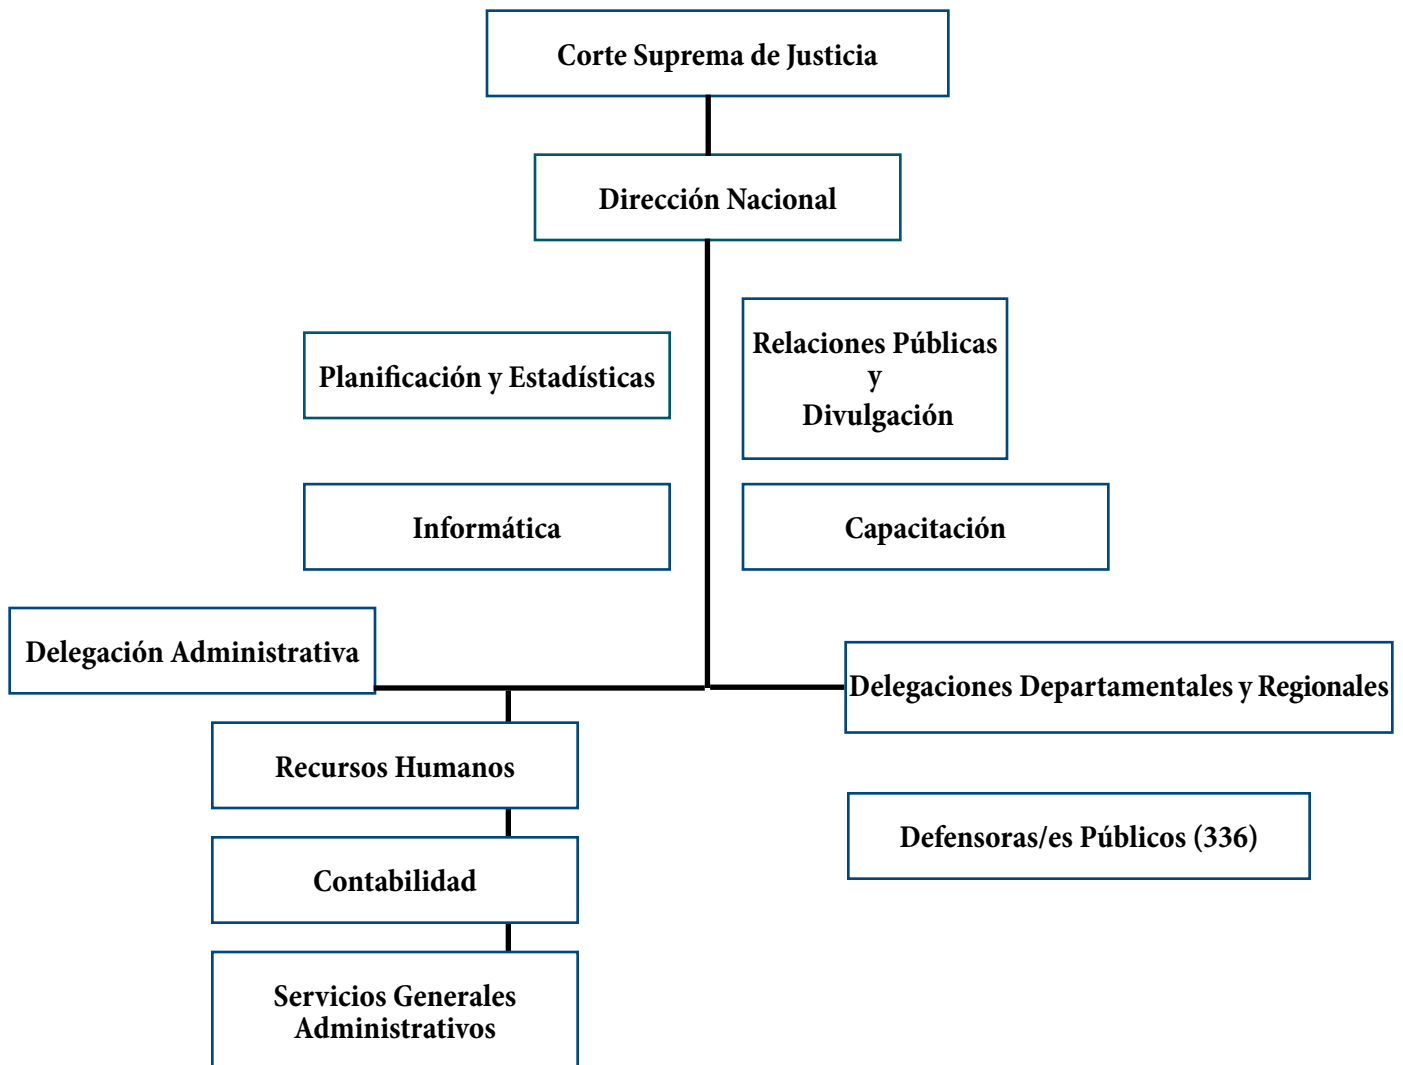 Corte Suprema de Justicia
Dirección Nacional
Relaciones Públicas
y
Divulgación
Planificación y Estadísticas
Informática
Capacitación
Delegación Administrativa
Delegaciones Departamentales y Regionales
Recursos Humanos
Defensoras/es Públicos (336)
Contabilidad
Servicios Generales
Administrativos